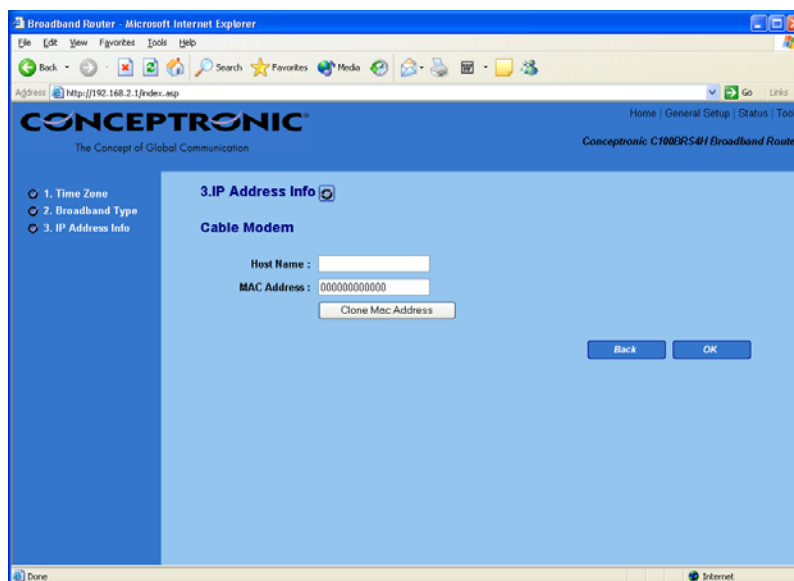 Broadband Router - Microsoft Internet Explorer
File Edit View Favorites Tools Help
Back Search Favorites Media
Address http://192.168.2.1/index.asp Go Links
CONCEPTRONIC
The Concept of Global Communication
Home | General Setup | Status | Too
Conceptronic C100BRS4H Broadband Route
1. Time Zone
2. Broadband Type
3. IP Address Info
3.IP Address Info
Cable Modem
Host Name :
MAC Address : 000000000000
Clone Mac Address
Back OK
Done Internet